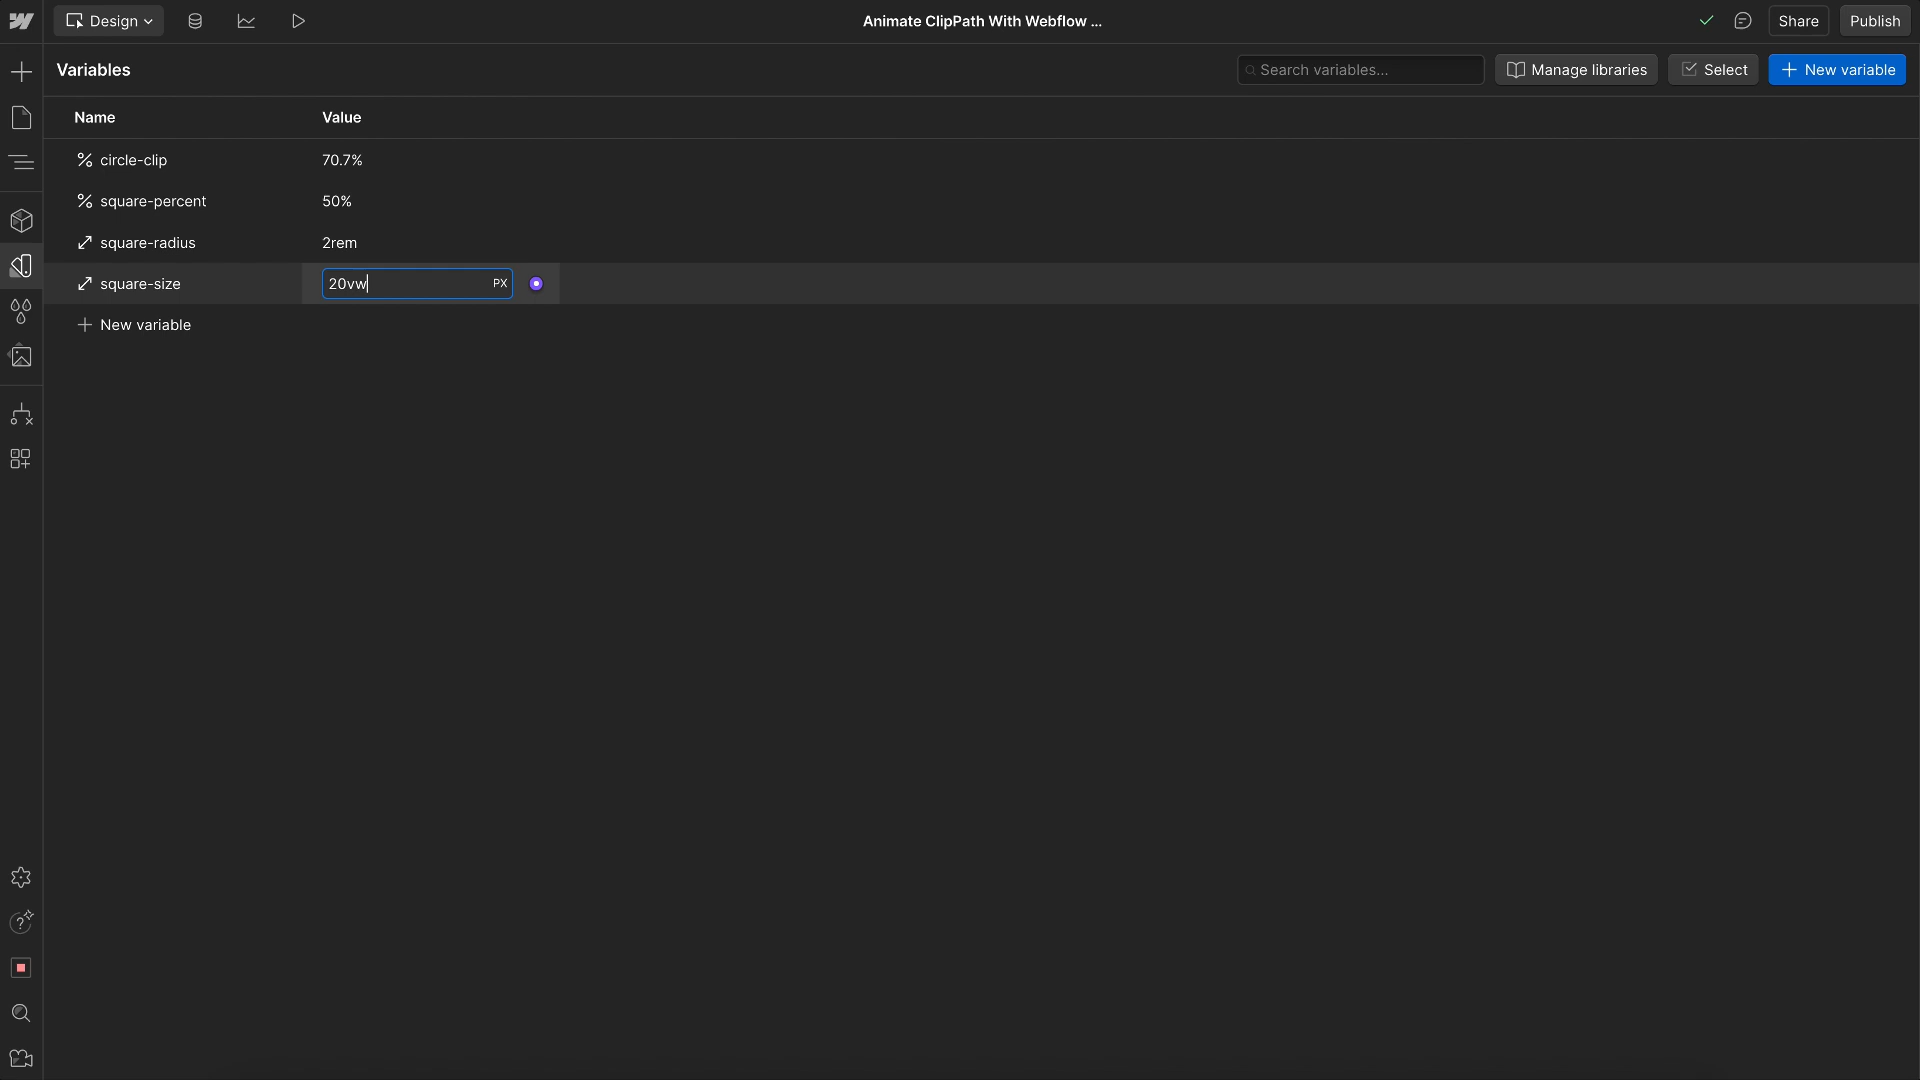 Design
Animate ClipPath With Webflow ...
Share
Publish
Variables
Search variables...
Manage libraries
Select
New variable
Name
Value
circle-clip
70.7%
square-percent
50%
square-radius
2rem
square-size
20vw
PX
New variable